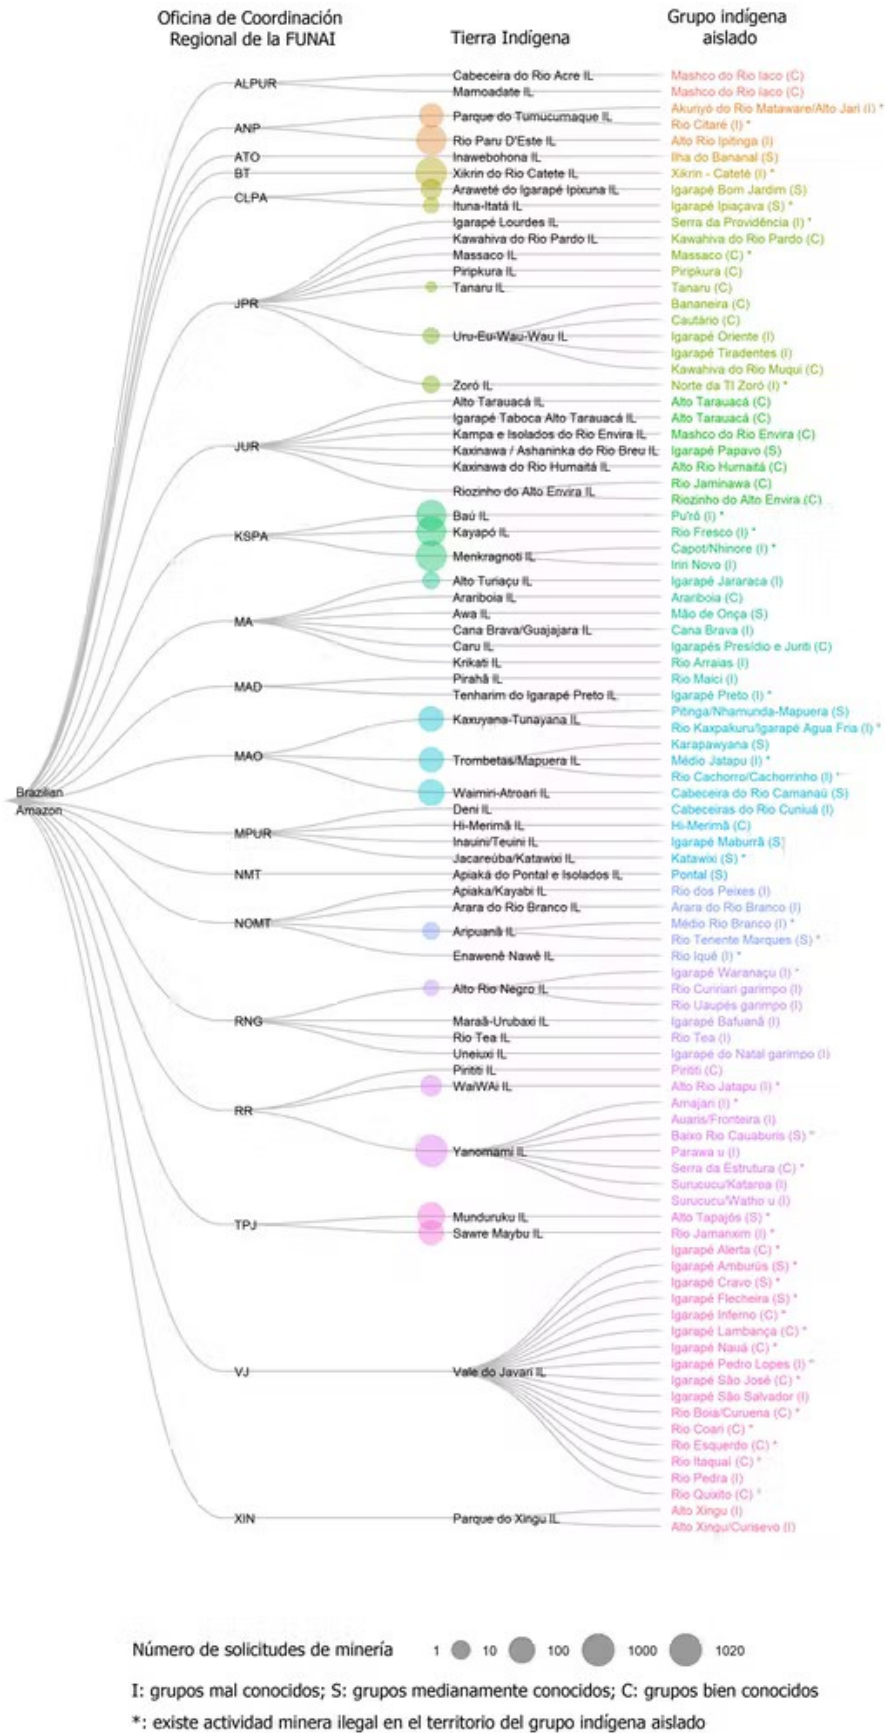 Oficina de Coordinación
Regional de la FUNAI
Tierra Indígena
Grupo indígena
aislado
Brazilian
Amazon
ALPUR
Cabeceira do Rio Acre IL
Mashco do Rio Iaco (C)
Mamoadate IL
Mashco do Rio Iaco (C)
ANP
Parque do Tumucumaque IL
Akuriyó do Rio Mataware/Alto Jari (I) *
Rio Citaré (I) *
Rio Paru D'Este IL
Alto Rio Ipitinga (I)
ATO
Inawebohona IL
Ilha do Bananal (S)
BT
Xikrin do Rio Catete IL
Xikrin - Cateté (I) *
CLPA
Araweté do Igarapé Ipixuna IL
Igarapé Bom Jardim (S)
Ituna-Itatá IL
Igarapé Ipiaçava (S) *
JPR
Igarapé Lourdes IL
Serra da Providência (I) *
Kawahiva do Rio Pardo IL
Kawahiva do Rio Pardo (C)
Massaco IL
Massaco (C) *
Piripkura IL
Piripkura (C)
Tanaru IL
Tanaru (C)
Uru-Eu-Wau-Wau IL
Bananeira (C)
Cautário (C)
Igarapé Oriente (I)
Igarapé Tiradentes (I)
Kawahiva do Rio Muqui (C)
Zoró IL
Norte da TI Zoró (I) *
JUR
Alto Tarauacá IL
Alto Tarauacá (C)
Igarapé Taboca Alto Tarauacá IL
Alto Tarauacá (C)
Kampa e Isolados do Rio Envira IL
Mashco do Rio Envira (C)
Kaxinawa / Ashaninka do Rio Breu IL
Igarapé Papavo (S)
Kaxinawa do Rio Humaitá IL
Alto Rio Humaitá (C)
Riozinho do Alto Envira IL
Rio Jaminawa (C)
Riozinho do Alto Envira (C)
KSPA
Baú IL
Pu'rô (I) *
Kayapó IL
Rio Fresco (I) *
Menkragnoti IL
Capot/Nhinore (I) *
Iriri Novo (I)
MA
Alto Turiaçu IL
Igarapé Jararaca (I)
Arariboia IL
Arariboia (C)
Awa IL
Mão de Onça (S)
Cana Brava/Guajajara IL
Cana Brava (I)
Caru IL
Igarapés Presídio e Juriti (C)
Krikati IL
Rio Arraias (I)
MAD
Pirahã IL
Rio Maici (I)
Tenharim do Igarapé Preto IL
Igarapé Preto (I) *
MAO
Kaxuyana-Tunayana IL
Pitinga/Nhamunda-Mapuera (S)
Rio Kaxpakuru/Igarapé Agua Fria (I) *
Trombetas/Mapuera IL
Karapawyana (S)
Médio Jatapu (I) *
Rio Cachorro/Cachorrinho (I) *
Waimiri-Atroari IL
Cabeceira do Rio Camanaú (S)
MPUR
Deni IL
Cabeceiras do Rio Cuniuá (I)
Hi-Merimã IL
Hi-Merimã (C)
Inauini/Teuini IL
Igarapé Maburrã (S)
Jacareúba/Katawixi IL
Katawixi (S) *
NMT
Apiaká do Pontal e Isolados IL
Pontal (S)
NOMT
Apiaka/Kayabi IL
Rio dos Peixes (I)
Arara do Rio Branco IL
Arara do Rio Branco (I)
Aripuanã IL
Médio Rio Branco (I) *
Rio Tenente Marques (S) *
Enawenê Nawê IL
Rio Iquê (I) *
RNG
Alto Rio Negro IL
Igarapé Waranaçu (I) *
Rio Cuririari garimpo (I)
Rio Uaupés garimpo (I)
Maraã-Urubaxi IL
Igarapé Bafuanã (I)
Rio Tea IL
Rio Tea (I)
Uneiuxi IL
Igarapé do Natal garimpo (I)
RR
Pirititi IL
Pirititi (C)
WaiWAi IL
Alto Rio Jatapu (I) *
Yanomami IL
Amajari (I) *
Auaris/Fronteira (I)
Baixo Rio Cauaburis (S) *
Parawa u (I)
Serra da Estrutura (C) *
Surucucu/Kataroa (I)
Surucucu/Watho u (I)
TPJ
Munduruku IL
Alto Tapajós (S) *
Sawre Maybu IL
Rio Jamanxim (I) *
VJ
Vale do Javari IL
Igarapé Alerta (C) *
Igarapé Amburús (S) *
Igarapé Cravo (S) *
Igarapé Flecheira (S) *
Igarapé Inferno (C) *
Igarapé Lambança (C) *
Igarapé Nauá (C) *
Igarapé Pedro Lopes (I) *
Igarapé São José (C) *
Igarapé São Salvador (I)
Rio Boia/Curuena (C) *
Rio Coari (C) *
Rio Esquerdo (C) *
Rio Itaquaí (C) *
Rio Pedra (I)
Rio Quixito (C) *
XIN
Parque do Xingu IL
Alto Xingu (I)
Alto Xingu/Curisevo (I)
Número de solicitudes de minería 1 10 100 1000 1020
I: grupos mal conocidos; S: grupos medianamente conocidos; C: grupos bien conocidos
*: existe actividad minera ilegal en el territorio del grupo indígena aislado